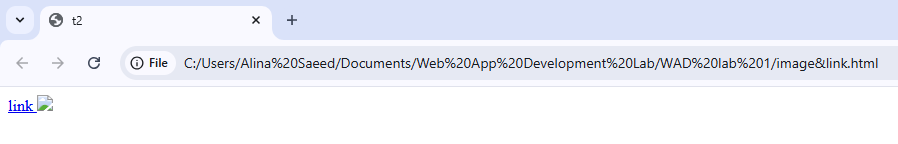 t2
File C:/Users/Alina%20Saeed/Documents/Web%20App%20Development%20Lab/WAD%20lab%201/image&link.html
link